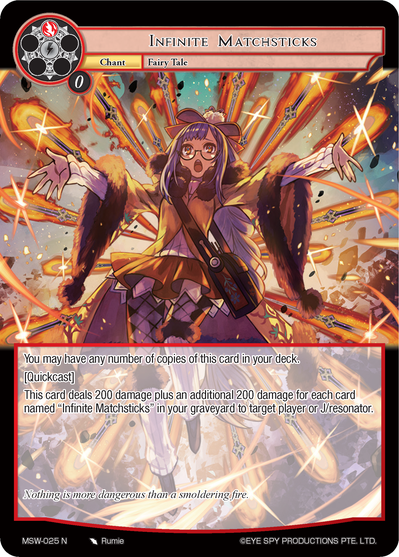 Infinite Matchsticks
Chant
Fairy Tale
0
You may have any number of copies of this card in your deck.
[Quickcast]
This card deals 200 damage plus an additional 200 damage for each card
named “Infinite Matchsticks” in your graveyard to target player or J/resonator.
Nothing is more dangerous than a smoldering fire.
MSW-025 N
Rumie
©EYE SPY PRODUCTIONS PTE. LTD.